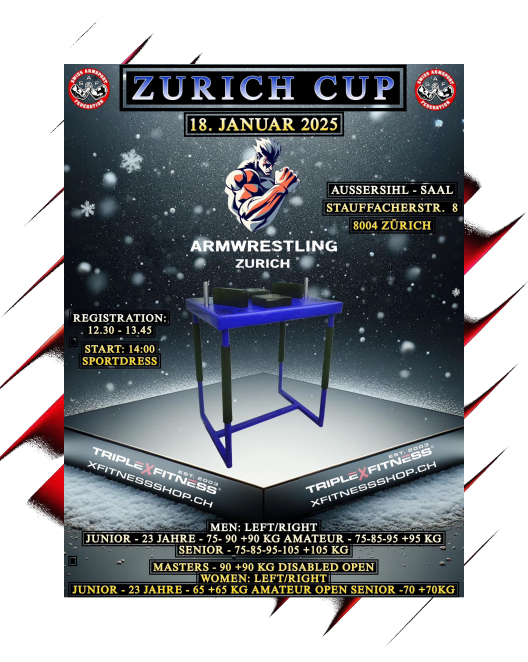 ZURICH CUP
SWISS ARMSPORT
FEDERATION
SWISS ARMSPORT
FEDERATION
18. JANUAR 2025
AUSSERSIHL - SAAL
STAUFFACHERSTR. 8
8004 ZÜRICH
ARMWRESTLING
ZURICH
REGISTRATION:
12.30 - 13.45
START: 14:00
SPORTDRESS
EST. 2003
TRIPLEXFITNESS®
XFITNESSSHOP.CH
EST. 2003
TRIPLEXFITNESS®
XFITNESSSHOP.CH
MEN: LEFT/RIGHT
JUNIOR - 23 JAHRE - 75- 90 +90 KG AMATEUR - 75-85-95 +95 KG
SENIOR - 75-85-95-105 +105 KG
MASTERS - 90 +90 KG DISABLED OPEN
WOMEN: LEFT/RIGHT
JUNIOR - 23 JAHRE - 65 +65 KG AMATEUR OPEN SENIOR -70 +70KG